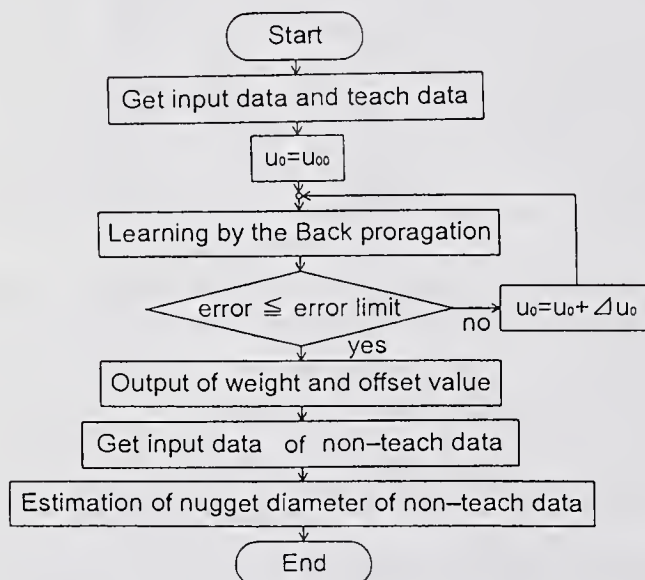 Start
Get input data and teach data
u₀=u₀₀
Learning by the Back proragation
error ≦ error limit
no
u₀=u₀+⊿u₀
yes
Output of weight and offset value
Get input data of non-teach data
Estimation of nugget diameter of non-teach data
End